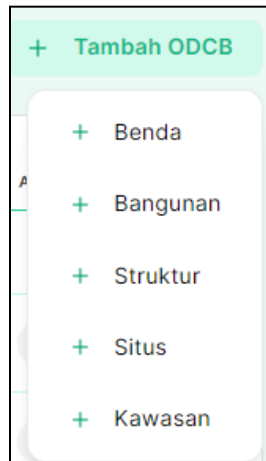 + Tambah ODCB
+ Benda
A
+ Bangunan
+ Struktur
+ Situs
+ Kawasan